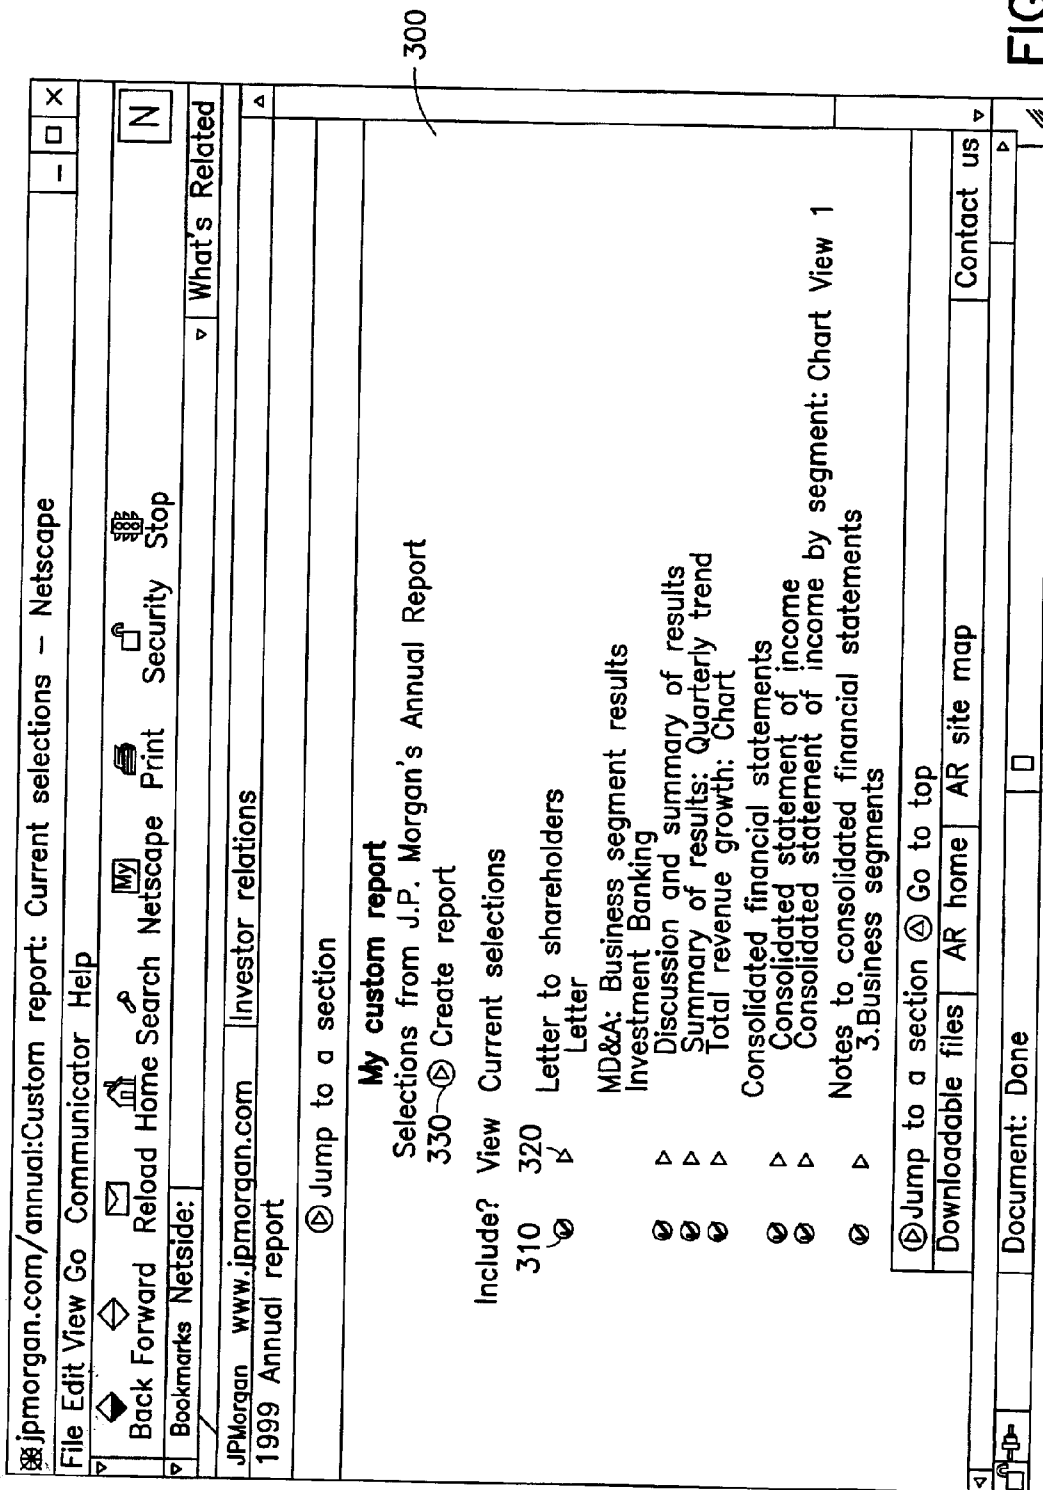 jpmorgan.com/annual:Custom report: Current selections — Netscape
File Edit View Go Communicator Help
N
Back Forward Reload Home Search Netscape Print Security Stop
My
Bookmarks Netside: What's Related
JPMorgan www.jpmorgan.com Investor relations
1999 Annual report
Jump to a section
300
My custom report
Selections from J.P. Morgan's Annual Report
330 Create report
Include? View Current selections
310 320 Letter to shareholders
Letter
MD&A: Business segment results
Investment Banking
Discussion and summary of results
Summary of results: Quarterly trend
Total revenue growth: Chart
Consolidated financial statements
Consolidated statement of income
Consolidated statement of income by segment: Chart View 1
Notes to consolidated financial statements
3.Business segments
Jump to a section Go to top
Downloadable files AR home AR site map Contact us
Document: Done